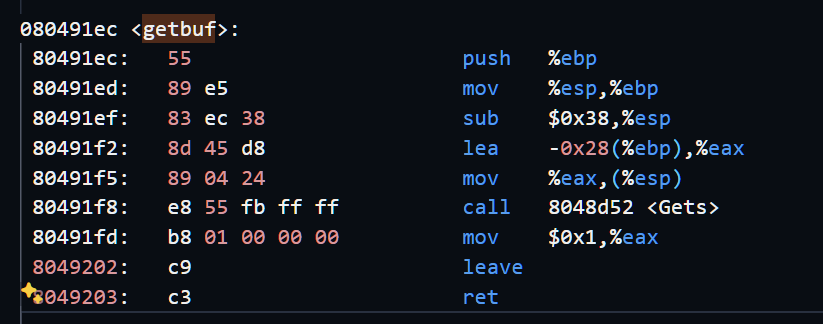 080491ec <getbuf>:
80491ec: 55 push %ebp
80491ed: 89 e5 mov %esp,%ebp
80491ef: 83 ec 38 sub $0x38,%esp
80491f2: 8d 45 d8 lea -0x28(%ebp),%eax
80491f5: 89 04 24 mov %eax,(%esp)
80491f8: e8 55 fb ff ff call 8048d52 <Gets>
80491fd: b8 01 00 00 00 mov $0x1,%eax
8049202: c9 leave
8049203: c3 ret